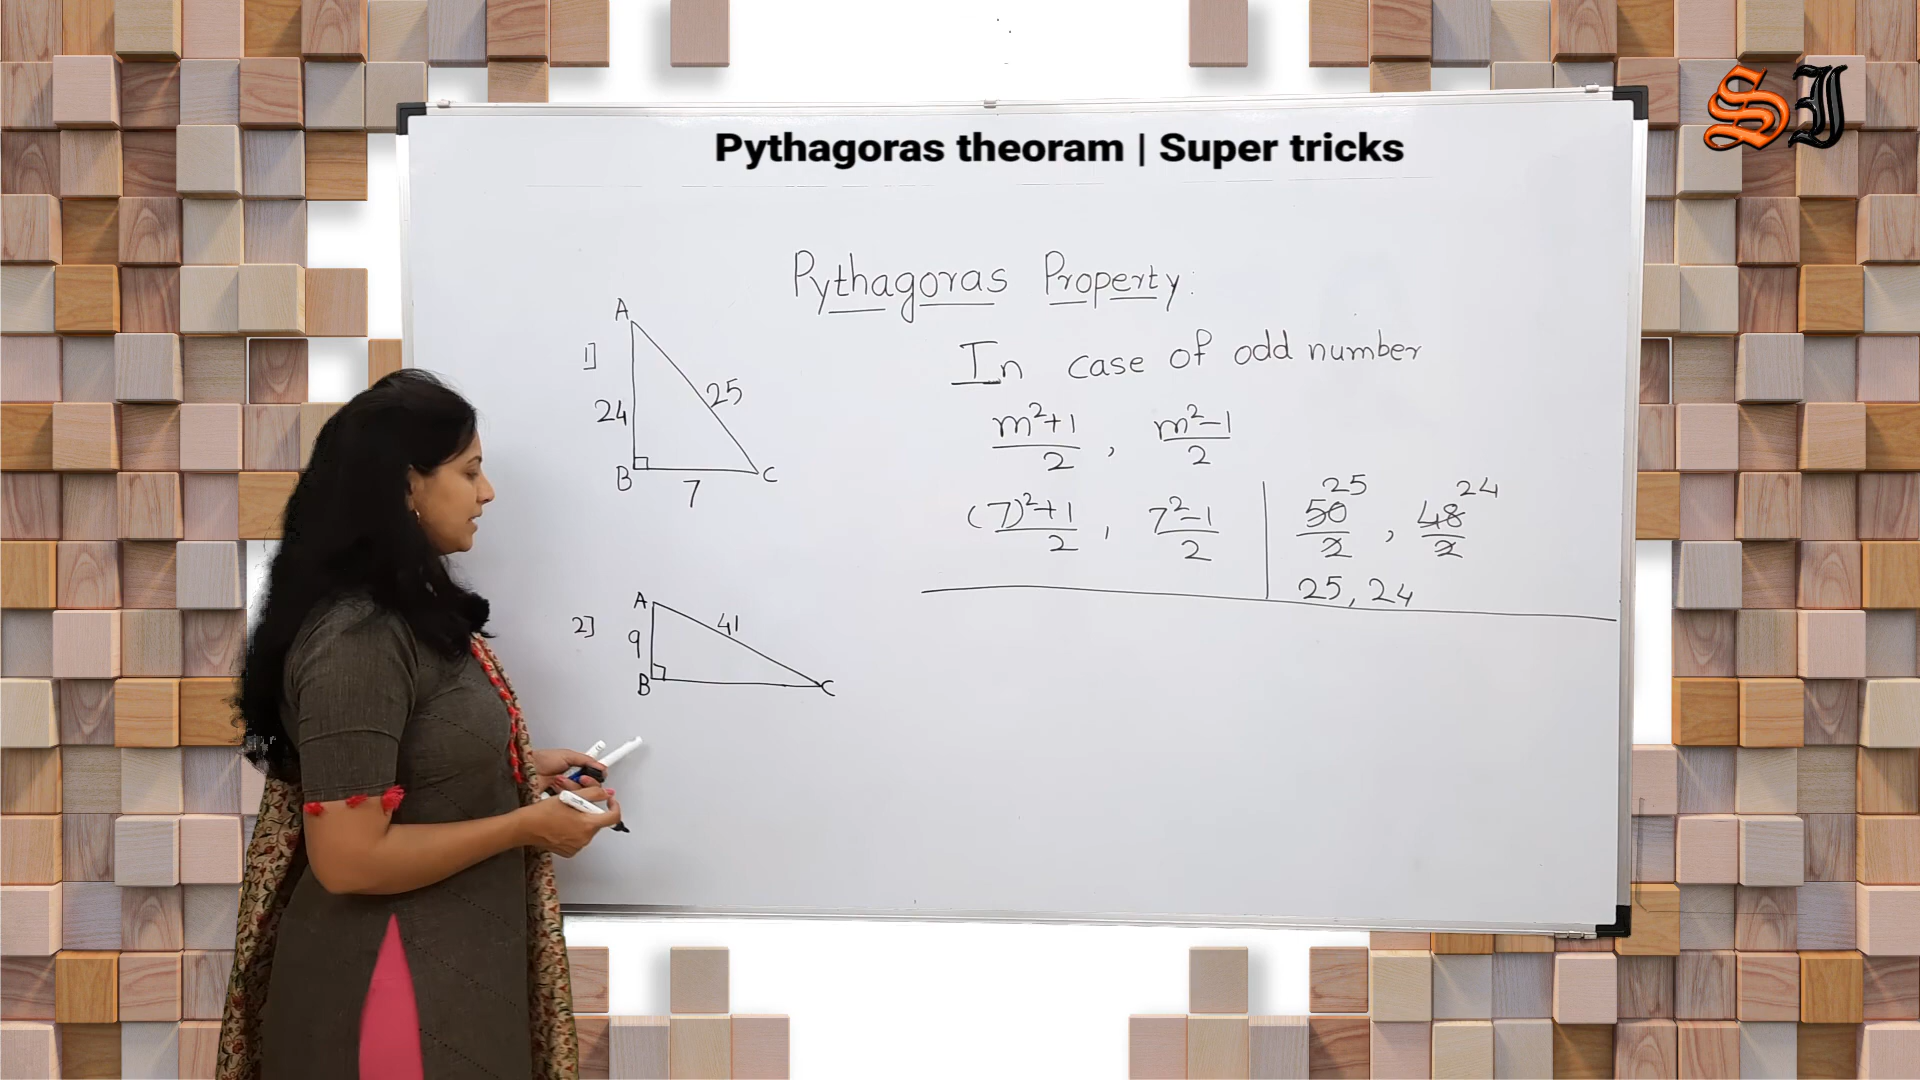 SJ
Pythagoras theoram | Super tricks
Pythagoras Property:
1]
A
24
25
B
7
C
In case of odd number
m²+1/2 , m²-1/2
(7)²+1/2 , 7²-1/2 | 50/2 25 , 48/2 24
25, 24
2]
A
9
41
B
C